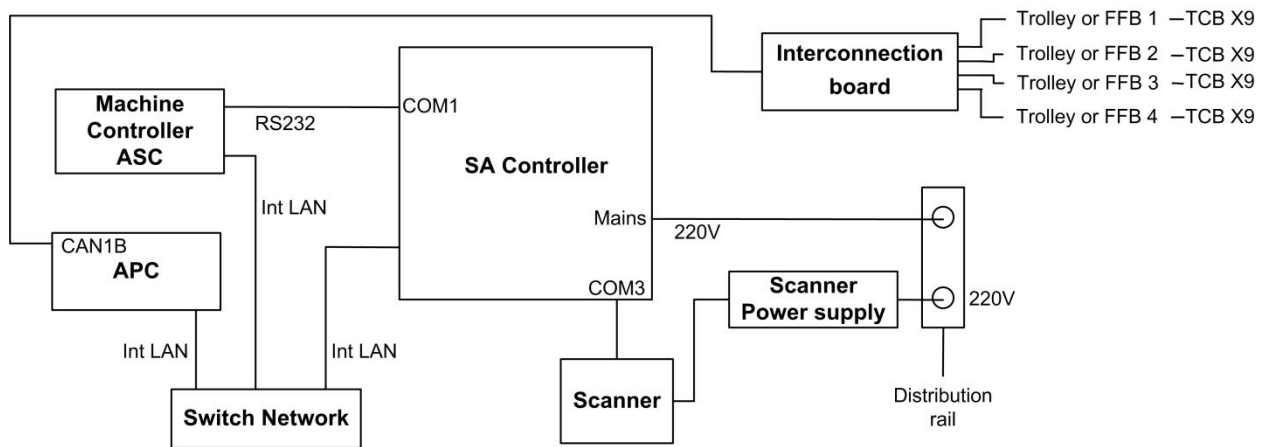 Trolley or FFB 1 –TCB X9
Interconnection
board
Trolley or FFB 2 –TCB X9
Trolley or FFB 3 –TCB X9
Trolley or FFB 4 –TCB X9
Machine
Controller
ASC
RS232
COM1
SA Controller
Int LAN
Mains
220V
CAN1B
APC
COM3
Scanner
Power supply
220V
Int LAN
Int LAN
Switch Network
Scanner
Distribution
rail